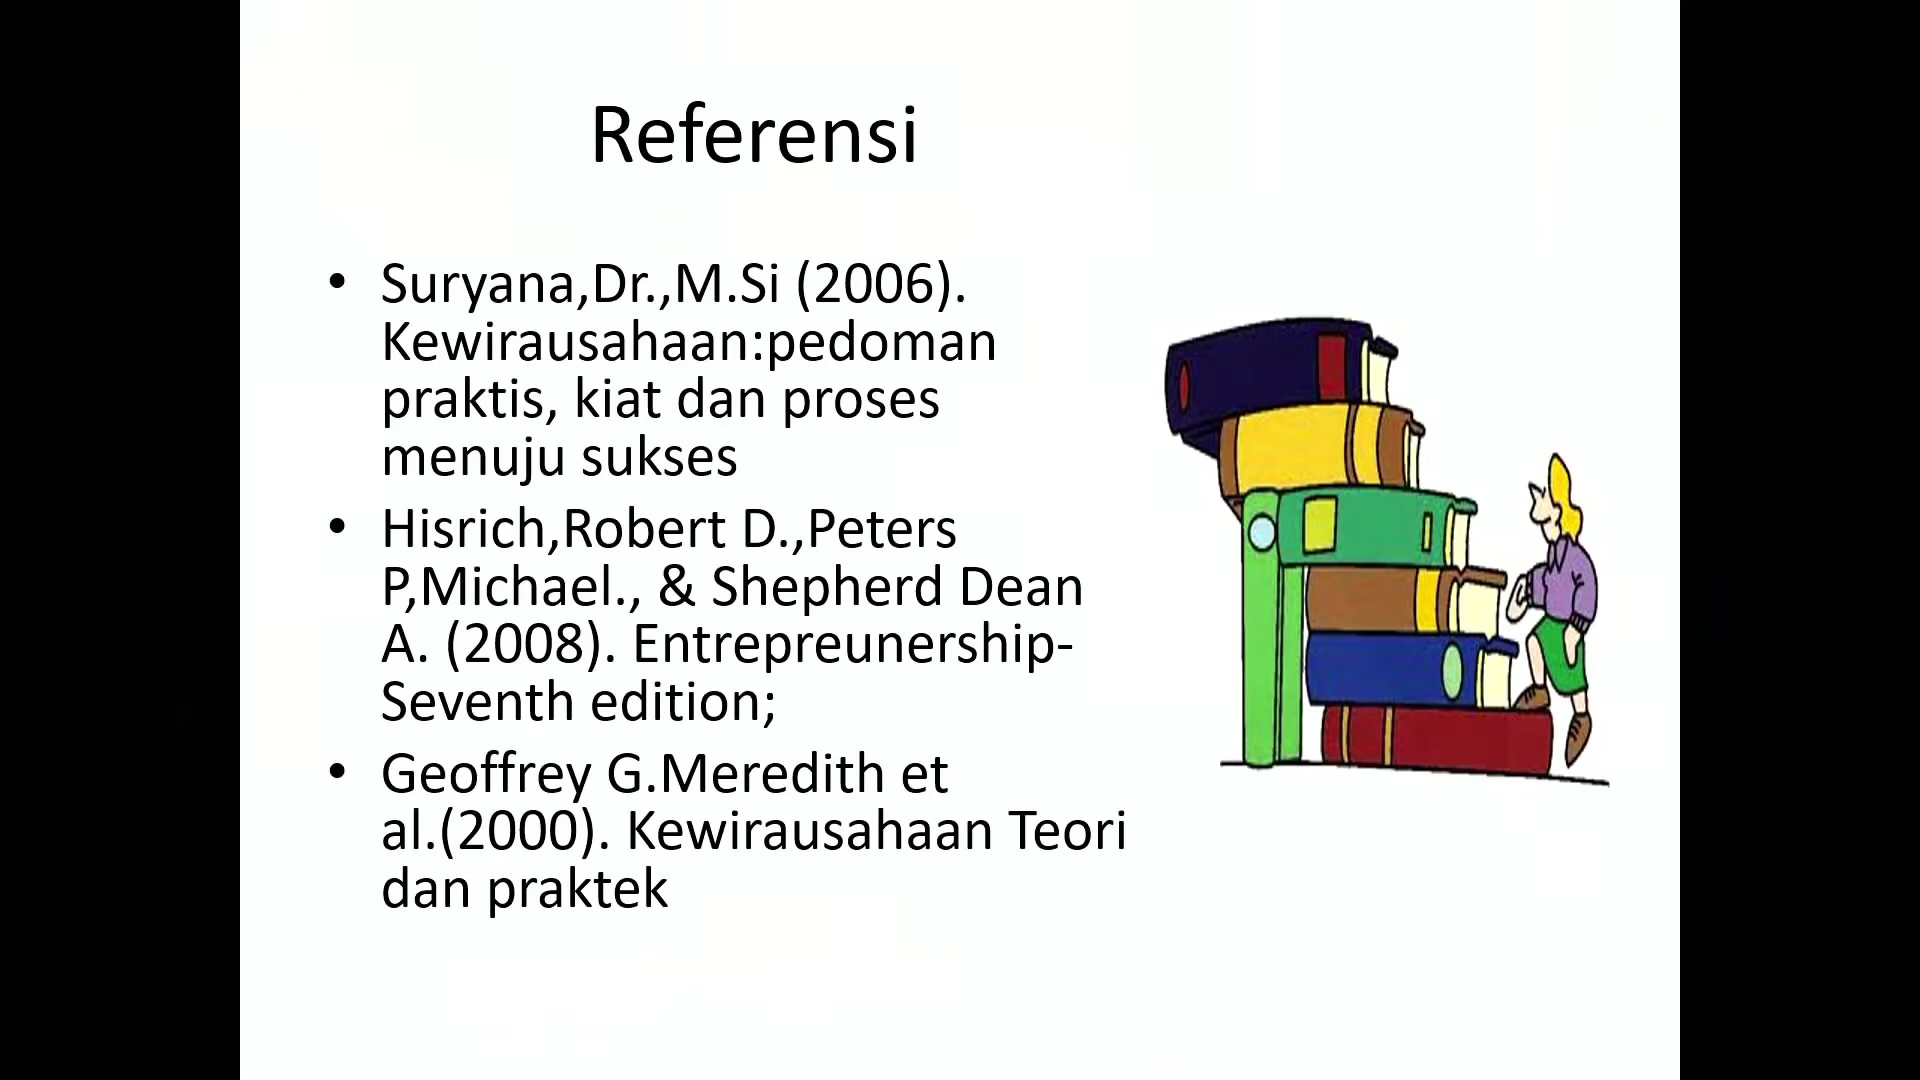 Referensi
• Suryana,Dr.,M.Si (2006).
Kewirausahaan:pedoman
praktis, kiat dan proses
menuju sukses
• Hisrich,Robert D.,Peters
P,Michael., & Shepherd Dean
A. (2008). Entrepreunership-
Seventh edition;
• Geoffrey G.Meredith et
al.(2000). Kewirausahaan Teori
dan praktek